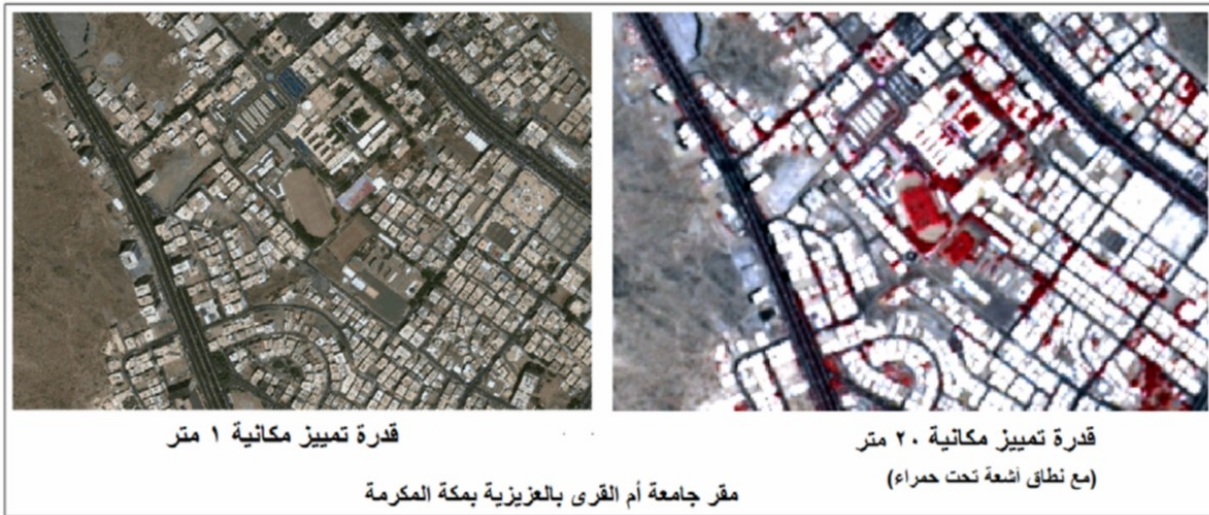 قدرة تمييز مكانية ٢٠ متر
(مع نطاق أشعة تحت حمراء)
قدرة تمييز مكانية ١ متر
مقر جامعة أم القرى بالعزيزية بمكة المكرمة